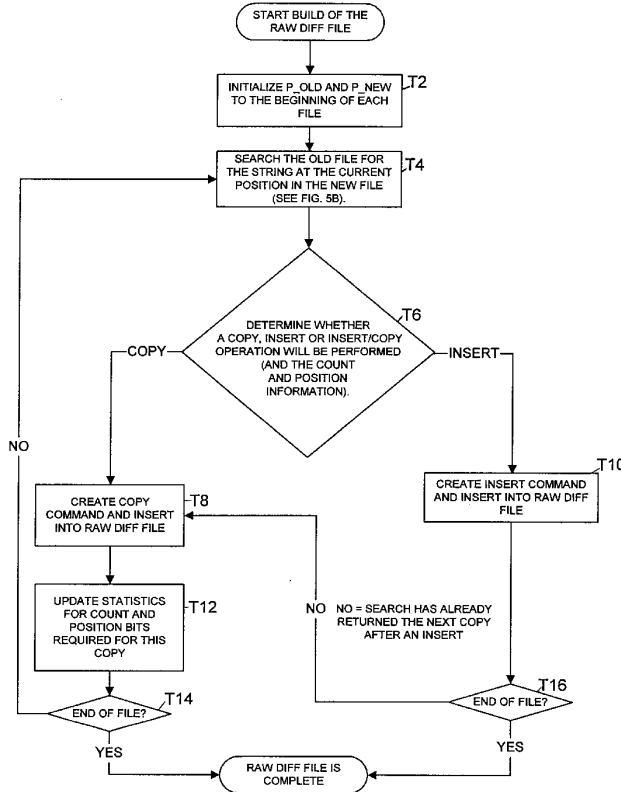 START BUILD OF THE
RAW DIFF FILE
T2
INITIALIZE P_OLD AND P_NEW
TO THE BEGINNING OF EACH
FILE
SEARCH THE OLD FILE FOR
THE STRING AT THE CURRENT
POSITION IN THE NEW FILE
(SEE FIG. 5B).
T4
T6
DETERMINE WHETHER
A COPY, INSERT OR INSERT/COPY
OPERATION WILL BE PERFORMED
(AND THE COUNT
AND POSITION
INFORMATION).
COPY
INSERT
NO
T10
CREATE INSERT COMMAND
AND INSERT INTO RAW DIFF
FILE
T8
CREATE COPY
COMMAND AND INSERT
INTO RAW DIFF FILE
T12
UPDATE STATISTICS
FOR COUNT AND
POSITION BITS
REQUIRED FOR THIS
COPY
NO
NO = SEARCH HAS ALREADY
RETURNED THE NEXT COPY
AFTER AN INSERT
T14
END OF FILE?
T16
END OF FILE?
YES
YES
RAW DIFF FILE IS
COMPLETE